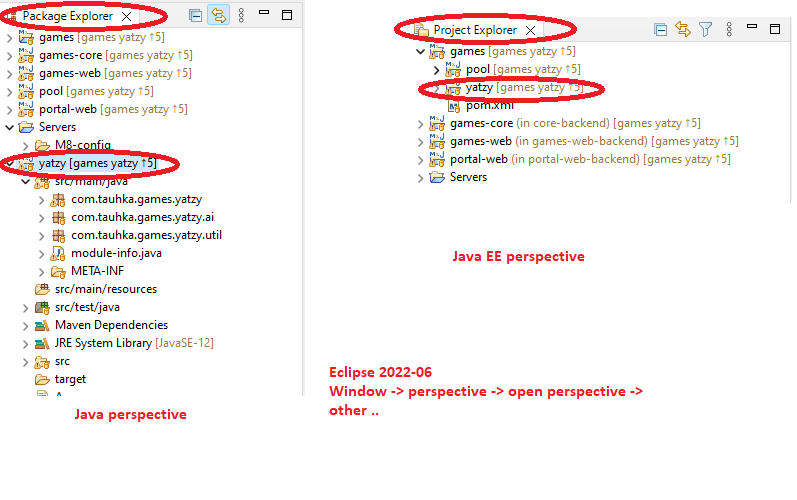 Package Explorer
games [games yatzy ↑5]
games-core [games yatzy ↑5]
games-web [games yatzy ↑5]
pool [games yatzy ↑5]
portal-web [games yatzy ↑5]
Servers
M8-config
yatzy [games yatzy ↑5]
src/main/java
com.tauhka.games.yatzy
com.tauhka.games.yatzy.ai
com.tauhka.games.yatzy.util
module-info.java
META-INF
src/main/resources
src/test/java
Maven Dependencies
JRE System Library [JavaSE-12]
src
target
Java perspective
Project Explorer
games [games yatzy ↑5]
pool [games yatzy ↑5]
yatzy [games yatzy ↑5]
pom.xml
games-core (in core-backend) [games yatzy ↑5]
games-web (in games-web-backend) [games yatzy ↑5]
portal-web (in portal-web-backend) [games yatzy ↑5]
Servers
Java EE perspective
Eclipse 2022-06
Window -> perspective -> open perspective ->
other ..